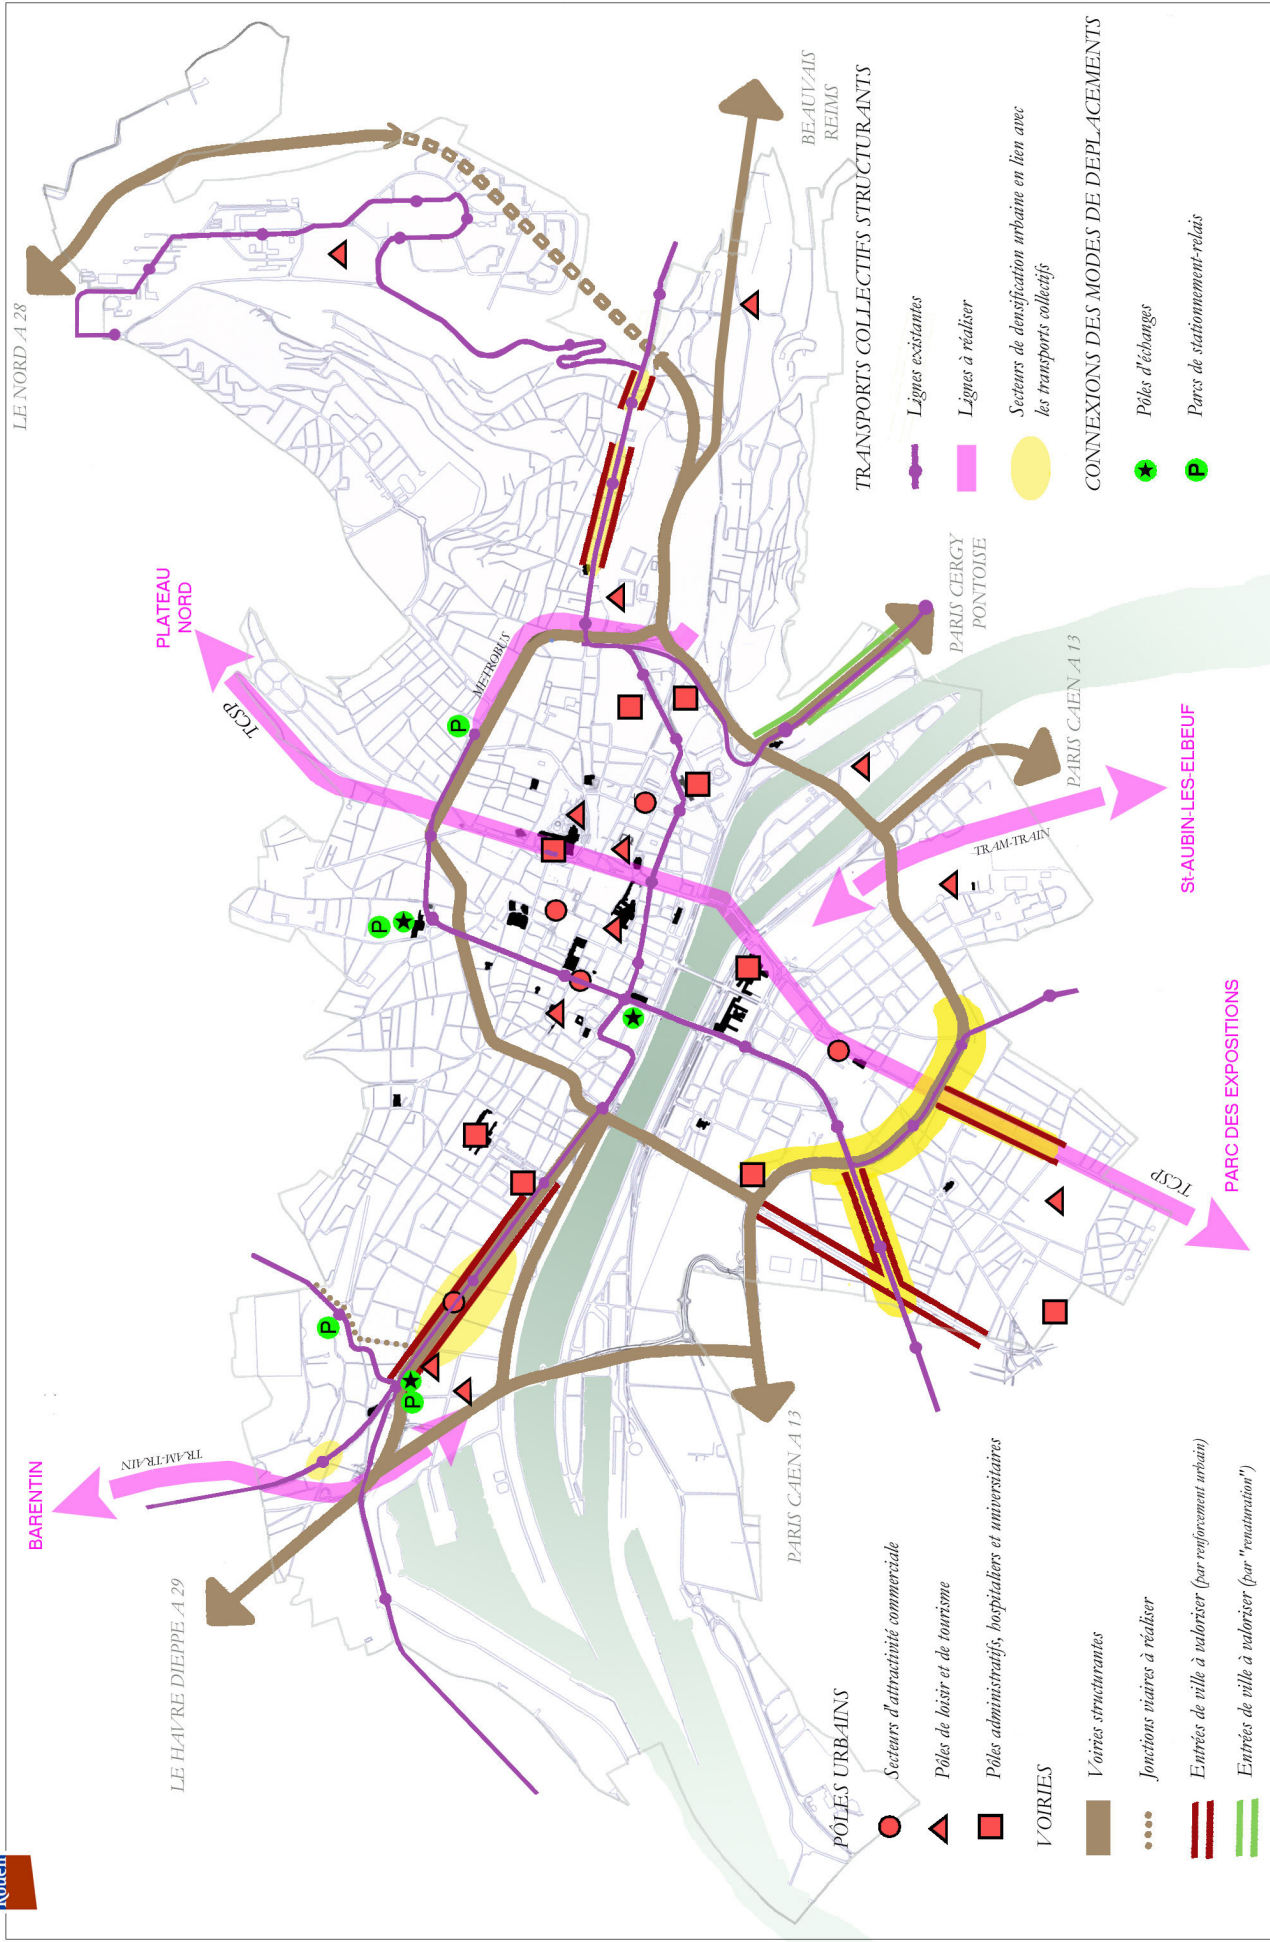 Rouen
LE NORD A 28
BEAUVAIS
REIMS
PLATEAU
NORD
TCSP
METROBUS
PARIS CERGY
PONTOISE
PARIS CAEN A 13
TRAM-TRAIN
St-AUBIN-LES-ELBEUF
BARENTIN
TRAM-TRAIN
LE HAVRE DIEPPE A 29
PARIS CAEN A 13
TCSP
PARC DES EXPOSITIONS
P
P
P
P
PÔLES URBAINS
Secteurs d'attractivité commerciale
Pôles de loisir et de tourisme
Pôles administratifs, hospitaliers et universitaires
VOIRIES
Voiries structurantes
Jonctions viaires à réaliser
Entrées de ville à valoriser (par renforcement urbain)
Entrées de ville à valoriser (par "renaturation")
TRANSPORTS COLLECTIFS STRUCTURANTS
Lignes existantes
Lignes à réaliser
Secteurs de densification urbaine en lien avec
les transports collectifs
CONNEXIONS DES MODES DE DEPLACEMENTS
Pôles d'échanges
P
Parcs de stationnement-relais